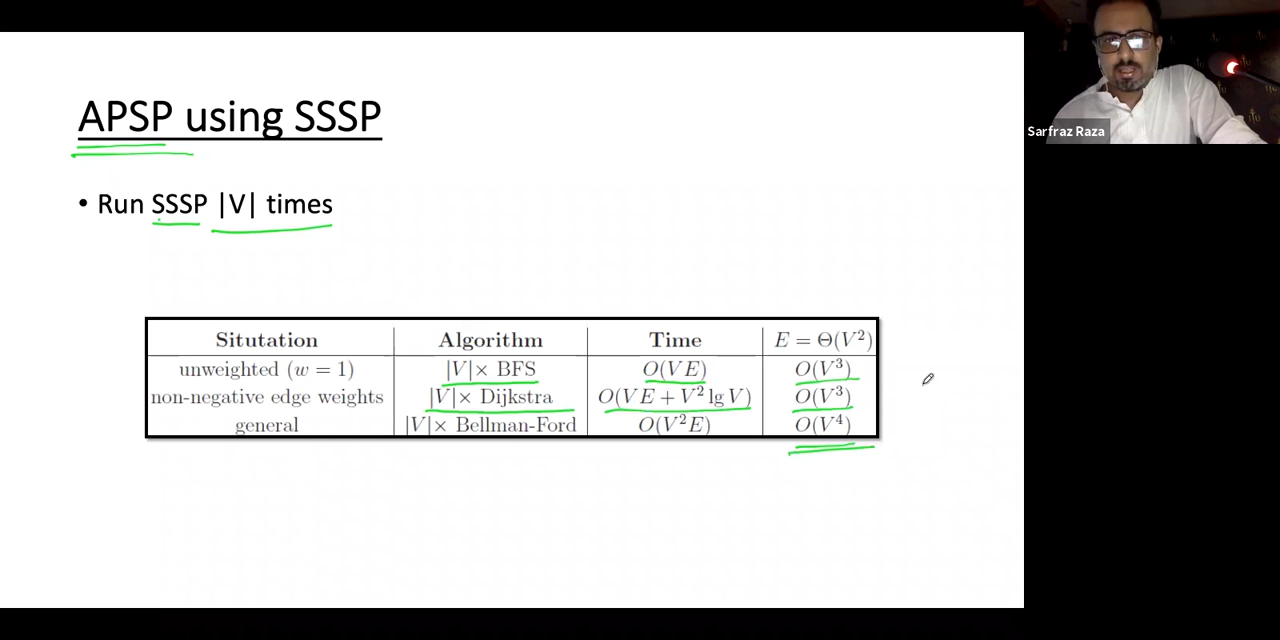 APSP using SSSP
• Run SSSP |V| times
Situtation Algorithm Time E = Θ(V²)
unweighted (w = 1) |V|× BFS O(VE) O(V³)
non-negative edge weights |V|× Dijkstra O(VE + V² lg V) O(V³)
general |V|× Bellman-Ford O(V²E) O(V⁴)
Sarfraz Raza